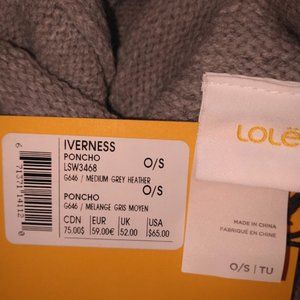 IVERNESS
PONCHO O/S
LSW3468
G646 / MEDIUM GREY HEATHER
O/S
PONCHO
G646 / MELANGE GRIS MOYEN
CDN EUR UK USA
75.00$ 59.00€ 52.00 $65.00
LOLË
MADE IN CHINA
FABRIQUÉ EN CHINE
O/S | TU